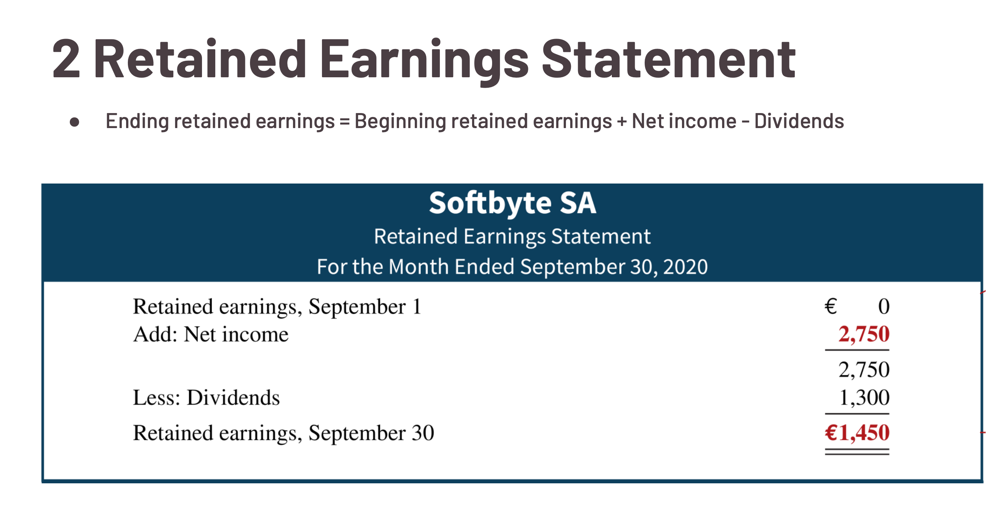 2 Retained Earnings Statement
● Ending retained earnings = Beginning retained earnings + Net income - Dividends
Softbyte SA
Retained Earnings Statement
For the Month Ended September 30, 2020
Retained earnings, September 1 € 0
Add: Net income 2,750
2,750
Less: Dividends 1,300
Retained earnings, September 30 €1,450